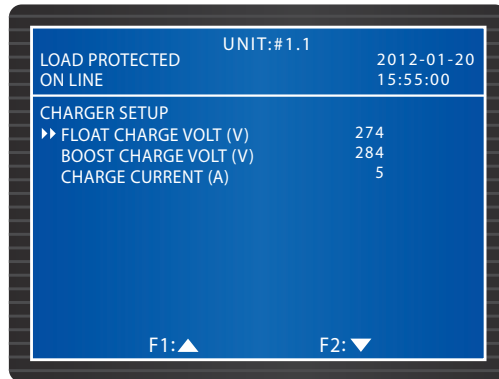 UNIT:#1.1
LOAD PROTECTED 2012-01-20
ON LINE 15:55:00
CHARGER SETUP
FLOAT CHARGE VOLT (V) 274
BOOST CHARGE VOLT (V) 284
CHARGE CURRENT (A) 5
F1: F2: